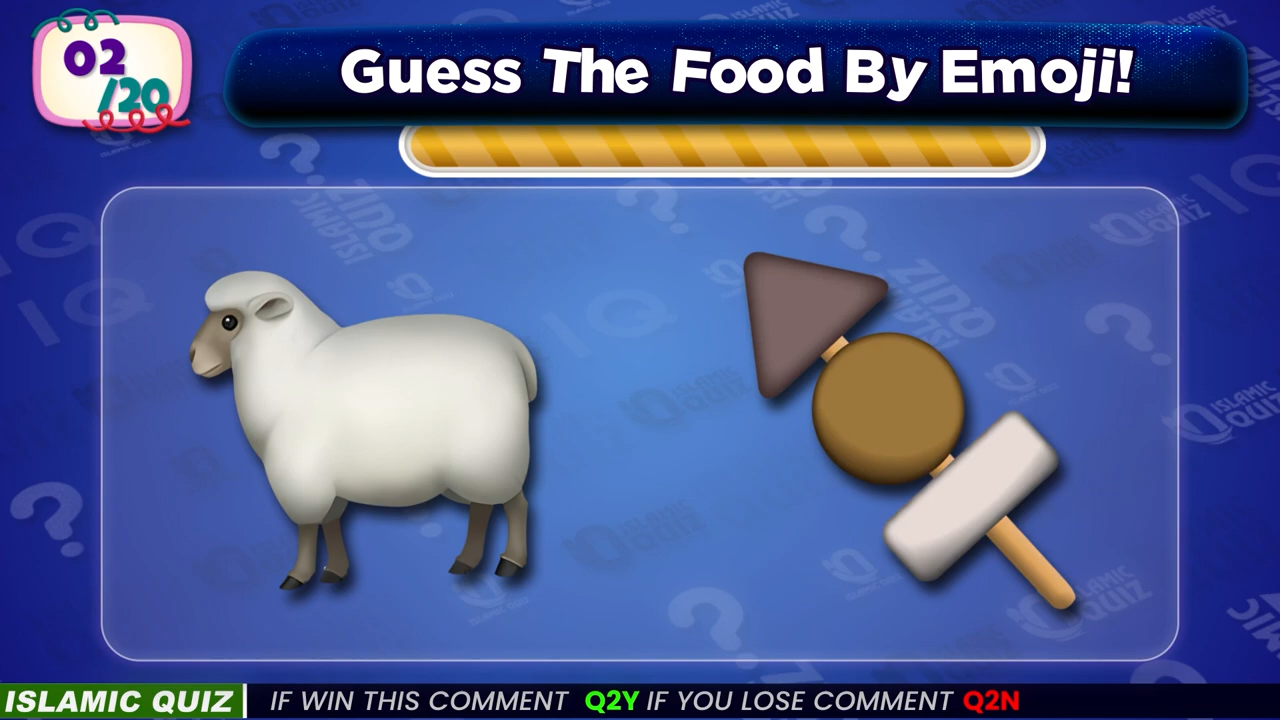 02
/20
Guess The Food By Emoji!
ISLAMIC QUIZ
IF WIN THIS COMMENT Q2Y IF YOU LOSE COMMENT Q2N